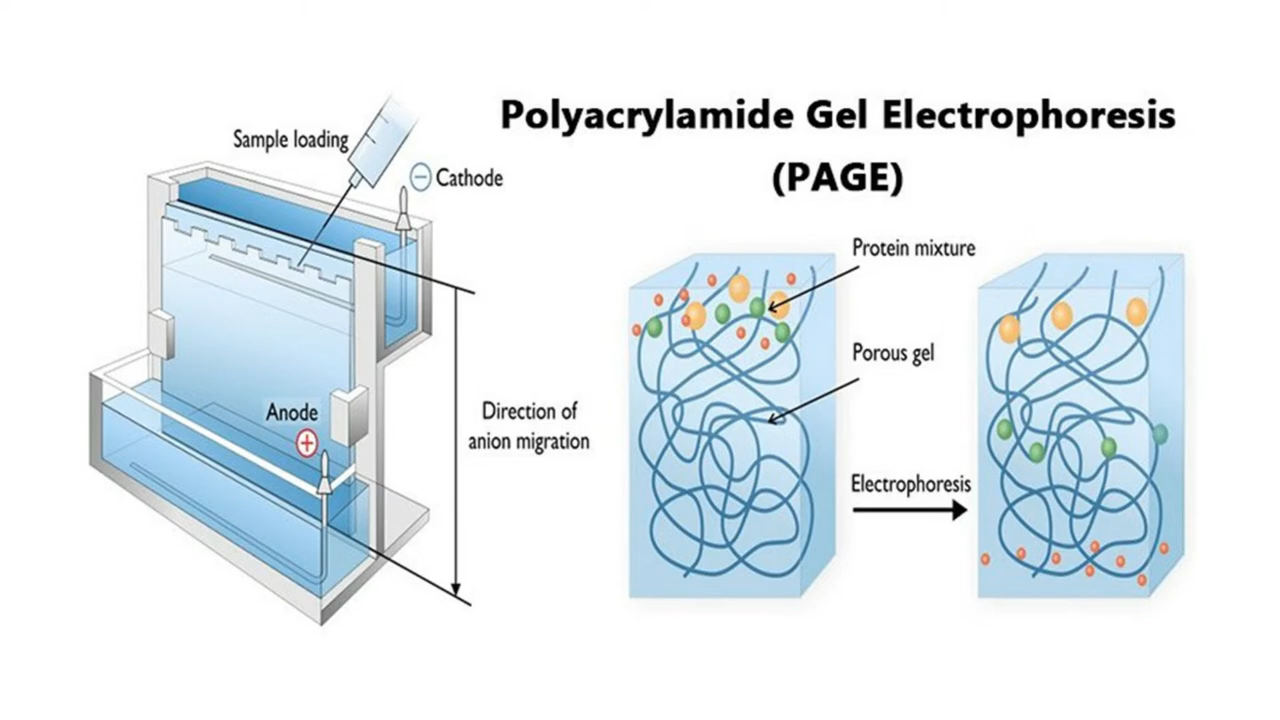 Polyacrylamide Gel Electrophoresis
(PAGE)
Sample loading
− Cathode
Anode
+
Direction of
anion migration
Protein mixture
Porous gel
Electrophoresis